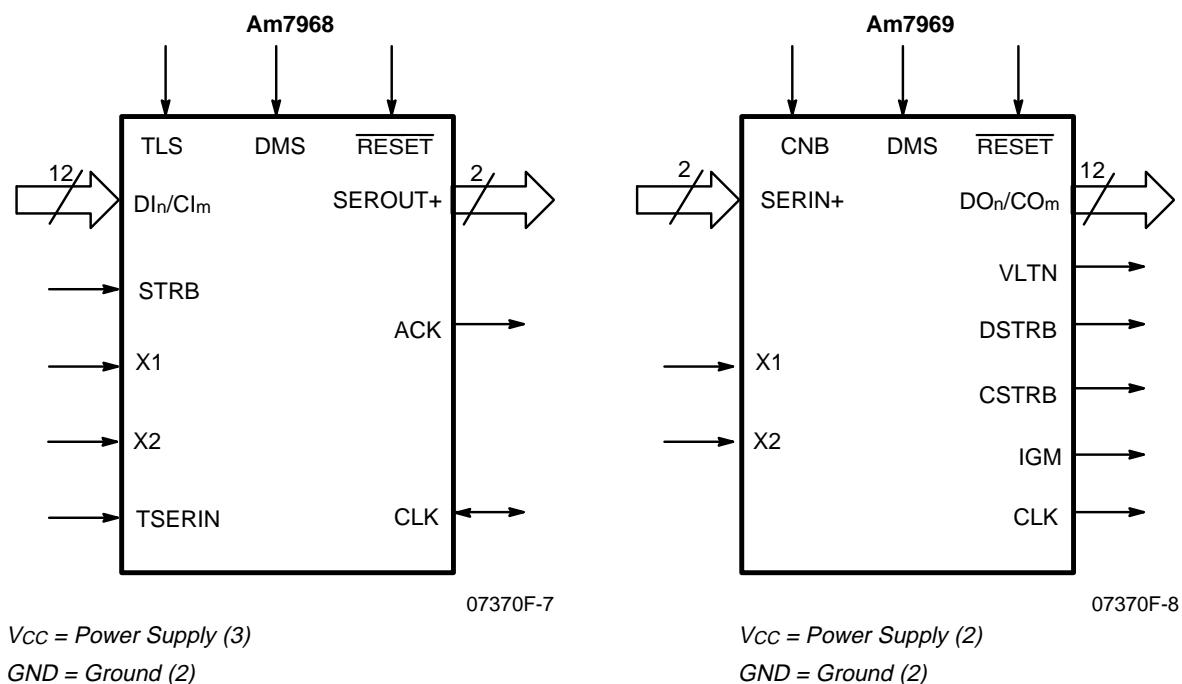 Am7968
TLS DMS RESET
12
DIn/CIm
SEROUT+
2
STRB
ACK
X1
X2
TSERIN
CLK
07370F-7
VCC = Power Supply (3)
GND = Ground (2)
Am7969
CNB DMS RESET
2
SERIN+
DOn/COm
12
VLTN
DSTRB
X1
CSTRB
X2
IGM
CLK
07370F-8
VCC = Power Supply (2)
GND = Ground (2)